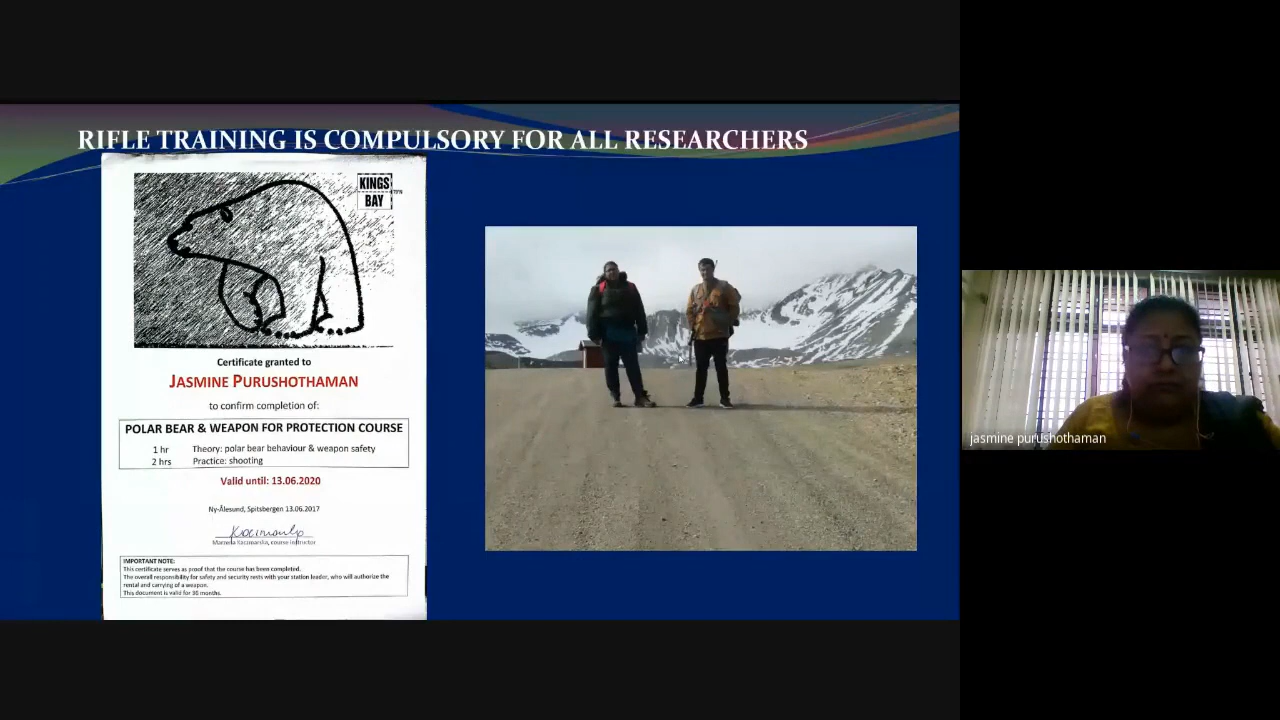 RIFLE TRAINING IS COMPULSORY FOR ALL RESEARCHERS
KINGS
79°N
BAY
Certificate granted to
JASMINE PURUSHOTHAMAN
to confirm completion of:
POLAR BEAR & WEAPON FOR PROTECTION COURSE
1 hr Theory: polar bear behaviour & weapon safety
2 hrs Practice: shooting
Valid until: 13.06.2020
Ny-Ålesund, Spitsbergen 13.06.2017
course instructor
IMPORTANT NOTE:
This certificate serves as proof that the course has been completed.
The overall responsibility for safety and security rests with your station leader, who will authorize the
rental and carrying of a weapon.
This document is valid for 36 months.
jasmine purushothaman